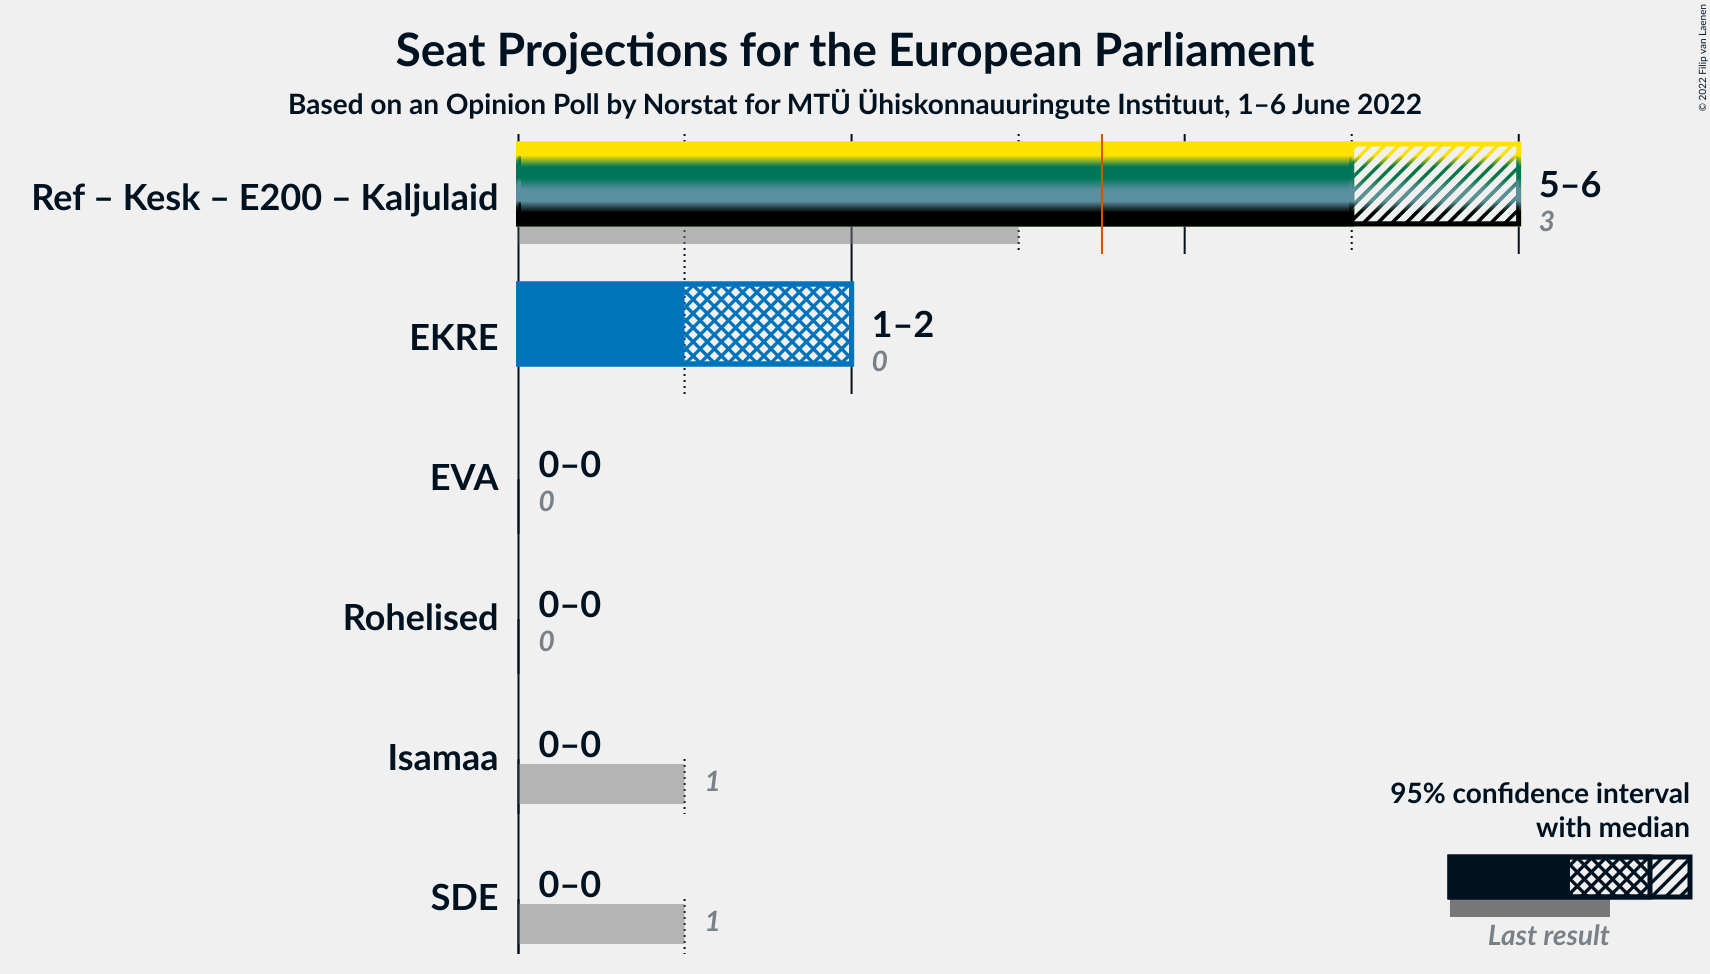 Seat Projections for the European Parliament
Based on an Opinion Poll by Norstat for MTÜ Ühiskonnauuringute Instituut, 1–6 June 2022
© 2022 Filip van Laenen
Ref – Kesk – E200 – Kaljulaid
5–6
3
EKRE
1–2
0
EVA
0–0
0
Rohelised
0–0
0
Isamaa
0–0
1
SDE
0–0
1
95% confidence interval
with median
Last result